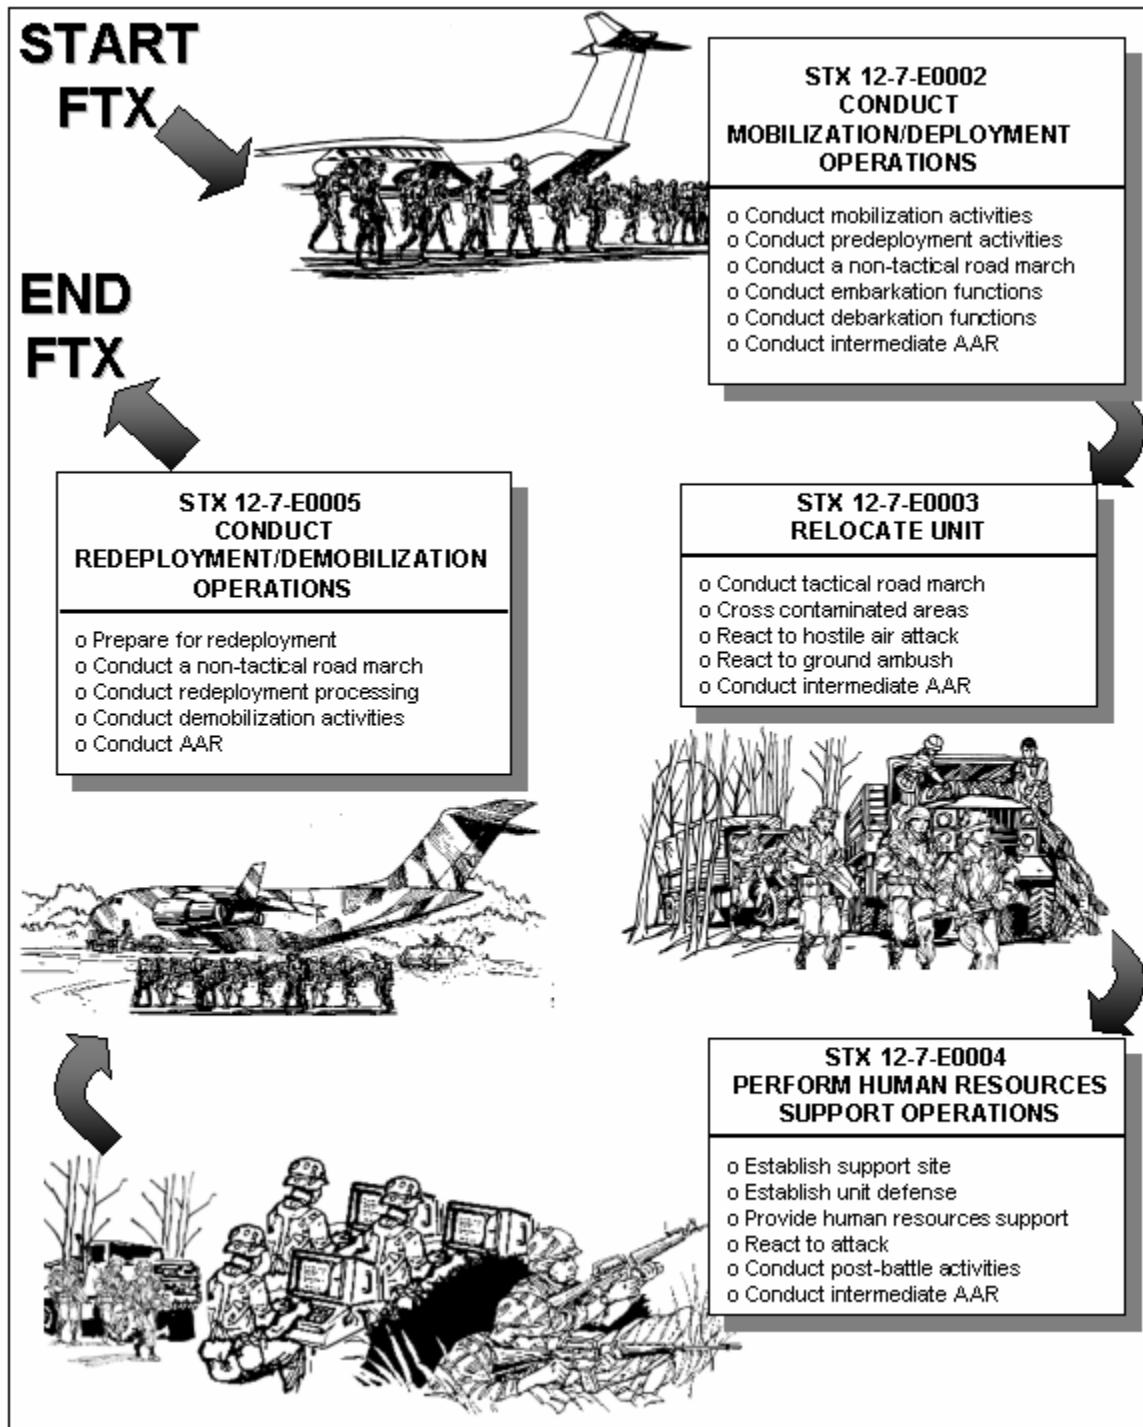 START
FTX
STX 12-7-E0002
CONDUCT
MOBILIZATION/DEPLOYMENT
OPERATIONS
o Conduct mobilization activities
o Conduct predeployment activities
o Conduct a non-tactical road march
o Conduct embarkation functions
o Conduct debarkation functions
o Conduct intermediate AAR
END
FTX
STX 12-7-E0003
RELOCATE UNIT
o Conduct tactical road march
o Cross contaminated areas
o React to hostile air attack
o React to ground ambush
o Conduct intermediate AAR
STX 12-7-E0004
PERFORM HUMAN RESOURCES
SUPPORT OPERATIONS
o Establish support site
o Establish unit defense
o Provide human resources support
o React to attack
o Conduct post-battle activities
o Conduct intermediate AAR
STX 12-7-E0005
CONDUCT
REDEPLOYMENT/DEMOBILIZATION
OPERATIONS
o Prepare for redeployment
o Conduct a non-tactical road march
o Conduct redeployment processing
o Conduct demobilization activities
o Conduct AAR